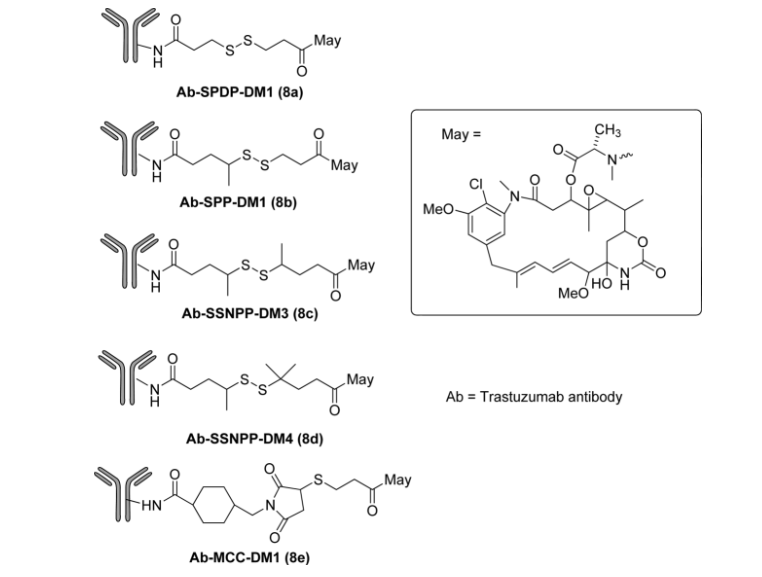 O
N
H
S
S
May
O
Ab-SPDP-DM1 (8a)
O
N
H
S
S
O
May
Ab-SPP-DM1 (8b)
O
N
H
S
S
May
O
Ab-SSNPP-DM3 (8c)
O
N
H
S
S
May
O
Ab-SSNPP-DM4 (8d)
O
HN
O
N
O
S
May
O
Ab-MCC-DM1 (8e)
May =
CH3
O
N
O
Cl
N
O
O
MeO
O
O
N
H
HO
MeO
Ab = Trastuzumab antibody